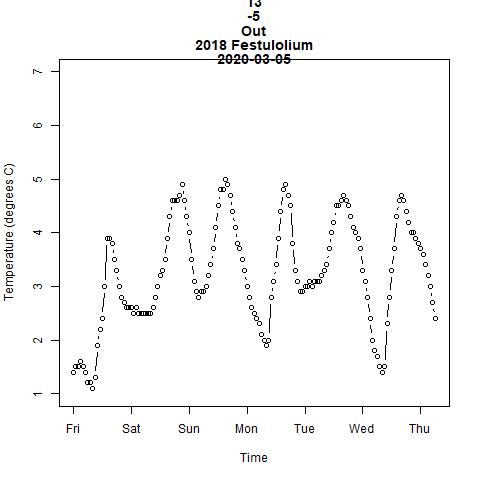 13
-5
Out
2018 Festulolium
2020-03-05
7
6
5
4
3
2
1
Temperature (degrees C)
Fri Sat Sun Mon Tue Wed Thu
Time